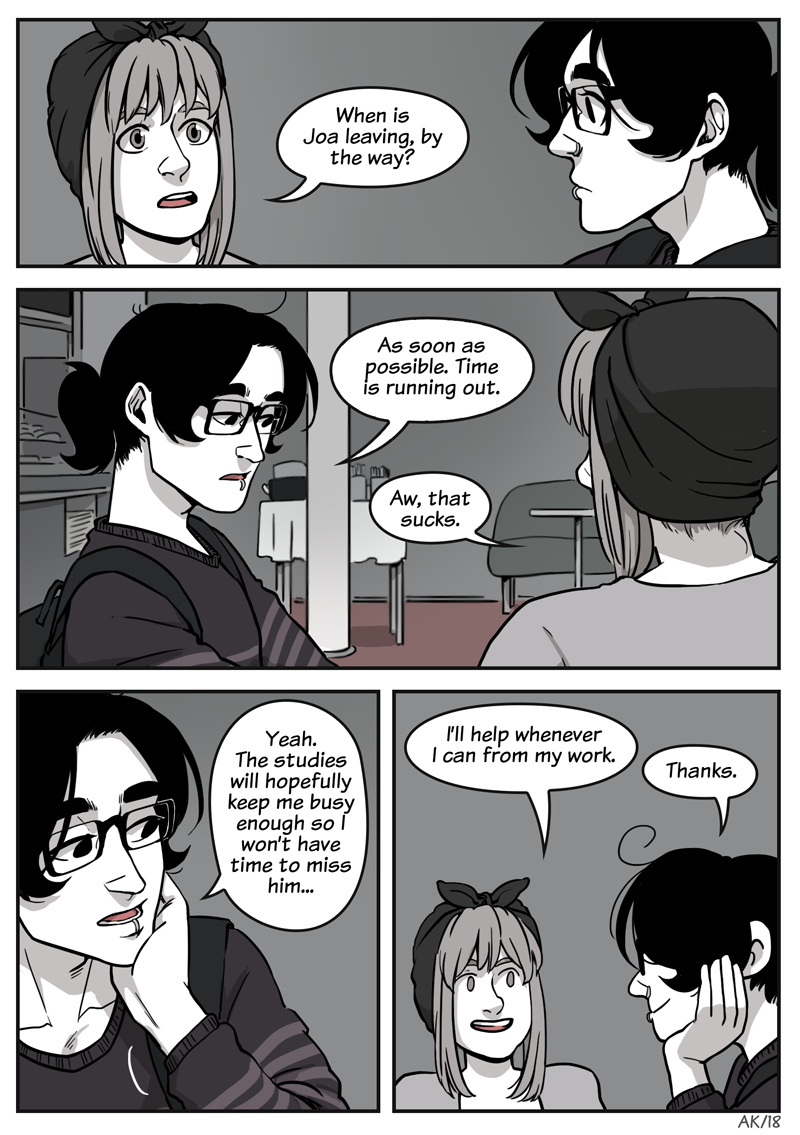 When is
Joa leaving, by
the way?
As soon as
possible. Time
is running out.
Aw, that
sucks.
Yeah.
The studies
will hopefully
keep me busy
enough so I
won't have
time to miss
him...
I'll help whenever
I can from my work.
Thanks.
AK/18